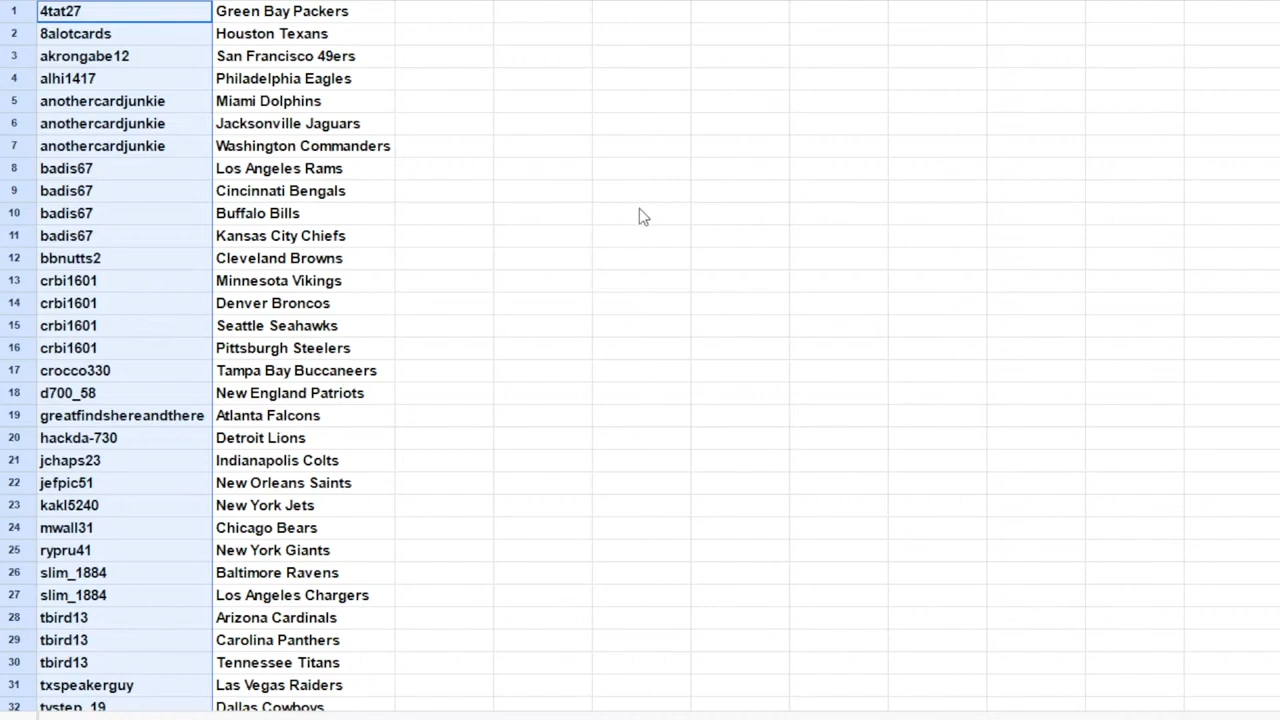 1 4tat27 Green Bay Packers
2 8alotcards Houston Texans
3 akrongabe12 San Francisco 49ers
4 alhi1417 Philadelphia Eagles
5 anothercardjunkie Miami Dolphins
6 anothercardjunkie Jacksonville Jaguars
7 anothercardjunkie Washington Commanders
8 badis67 Los Angeles Rams
9 badis67 Cincinnati Bengals
10 badis67 Buffalo Bills
11 badis67 Kansas City Chiefs
12 bbnutts2 Cleveland Browns
13 crbi1601 Minnesota Vikings
14 crbi1601 Denver Broncos
15 crbi1601 Seattle Seahawks
16 crbi1601 Pittsburgh Steelers
17 crocco330 Tampa Bay Buccaneers
18 d700_58 New England Patriots
19 greatfindshereandthere Atlanta Falcons
20 hackda-730 Detroit Lions
21 jchaps23 Indianapolis Colts
22 jefpic51 New Orleans Saints
23 kakl5240 New York Jets
24 mwall31 Chicago Bears
25 rypru41 New York Giants
26 slim_1884 Baltimore Ravens
27 slim_1884 Los Angeles Chargers
28 tbird13 Arizona Cardinals
29 tbird13 Carolina Panthers
30 tbird13 Tennessee Titans
31 txspeakerguy Las Vegas Raiders
32 Dallas Cowboys